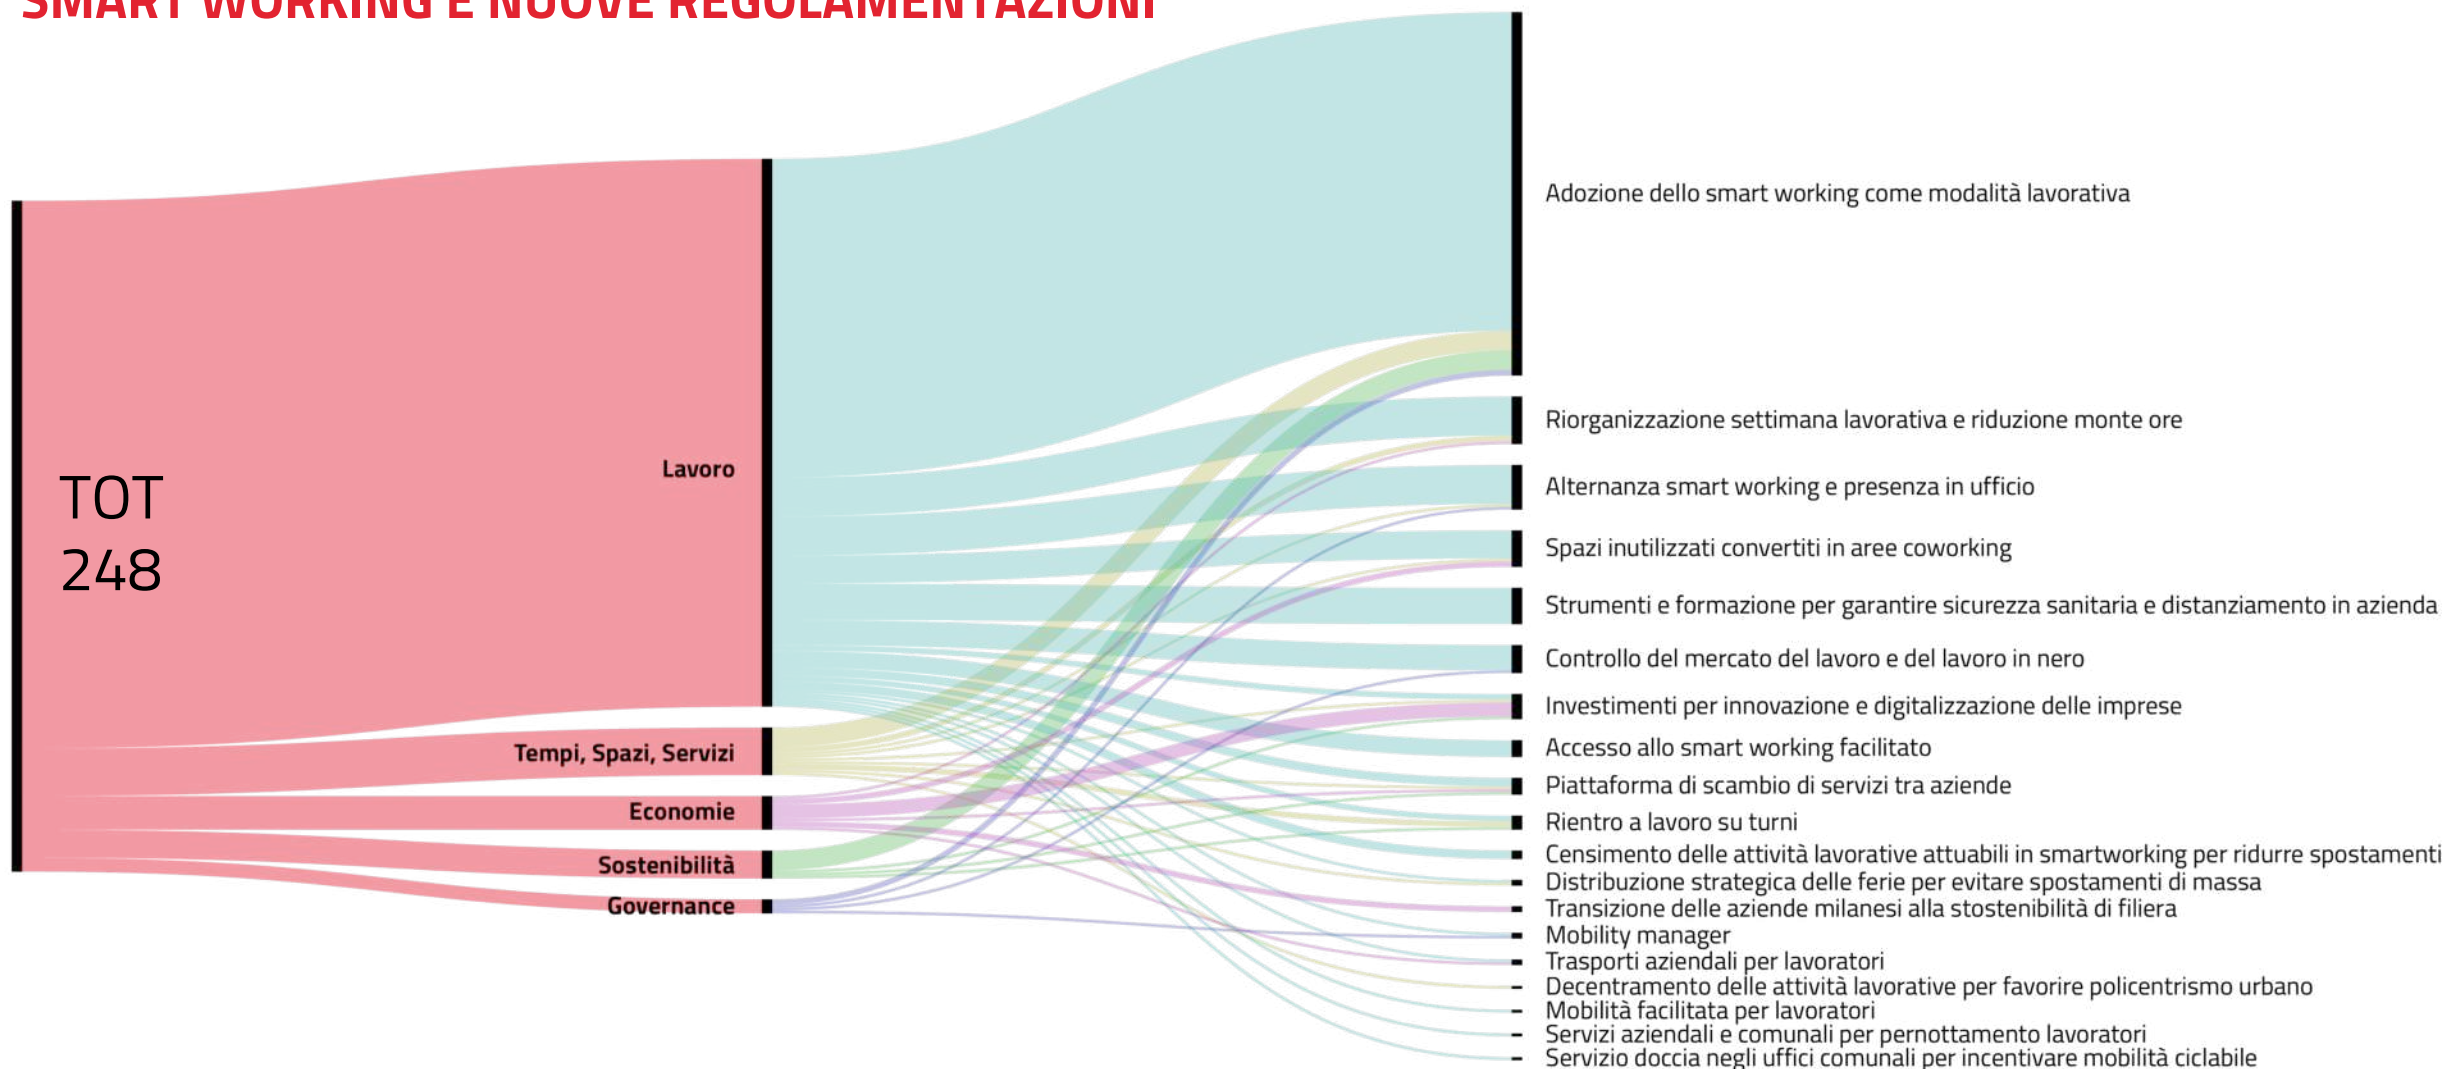 SMART WORKING E NUOVE REGOLAMENTAZIONI
TOT
248
Lavoro
Tempi, Spazi, Servizi
Economie
Sostenibilità
Governance
Adozione dello smart working come modalità lavorativa
Riorganizzazione settimana lavorativa e riduzione monte ore
Alternanza smart working e presenza in ufficio
Spazi inutilizzati convertiti in aree coworking
Strumenti e formazione per garantire sicurezza sanitaria e distanziamento in azienda
Controllo del mercato del lavoro e del lavoro in nero
Investimenti per innovazione e digitalizzazione delle imprese
Accesso allo smart working facilitato
Piattaforma di scambio di servizi tra aziende
Rientro a lavoro su turni
Censimento delle attività lavorative attuabili in smartworking per ridurre spostamenti
Distribuzione strategica delle ferie per evitare spostamenti di massa
Transizione delle aziende milanesi alla stostenibilità di filiera
Mobility manager
Trasporti aziendali per lavoratori
Decentramento delle attività lavorative per favorire policentrismo urbano
Mobilità facilitata per lavoratori
Servizi aziendali e comunali per pernottamento lavoratori
Servizio doccia negli uffici comunali per incentivare mobilità ciclabile